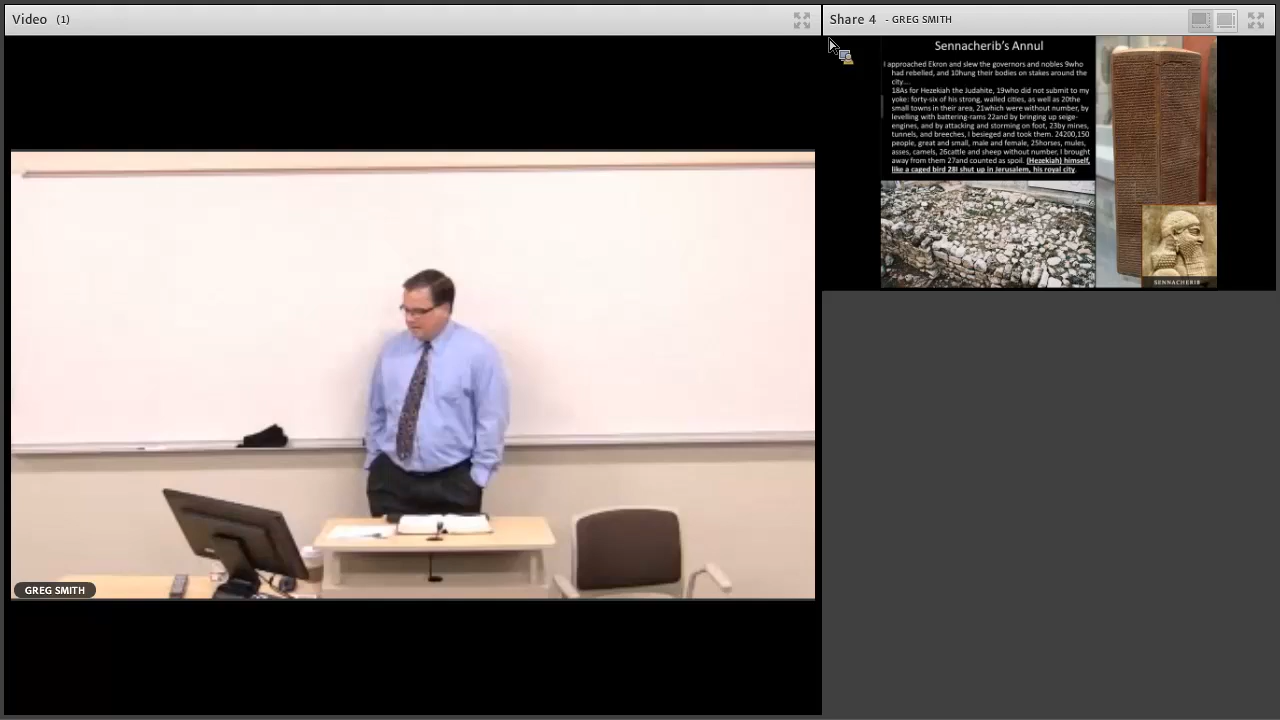 Video (1)
Share 4 - GREG SMITH
Sennacherib's Annul
I approached Ekron and slew the governors and nobles 9who
had rebelled, and 10hung their bodies on stakes around the
city...
18As for Hezekiah the Judahite, 19who did not submit to my
yoke: forty-six of his strong, walled cities, as well as 20the
small towns in their area, 21which were without number, by
levelling with battering-rams 22and by bringing up seige-
engines, and by attacking and storming on foot, 23by mines,
tunnels, and breeches, I besieged and took them. 24200,150
people, great and small, male and female, 25horses, mules,
asses, camels, 26cattle and sheep without number, I brought
away from them 27and counted as spoil. (Hezekiah) himself,
like a caged bird 28I shut up in Jerusalem, his royal city.
SENNACHERIB
GREG SMITH